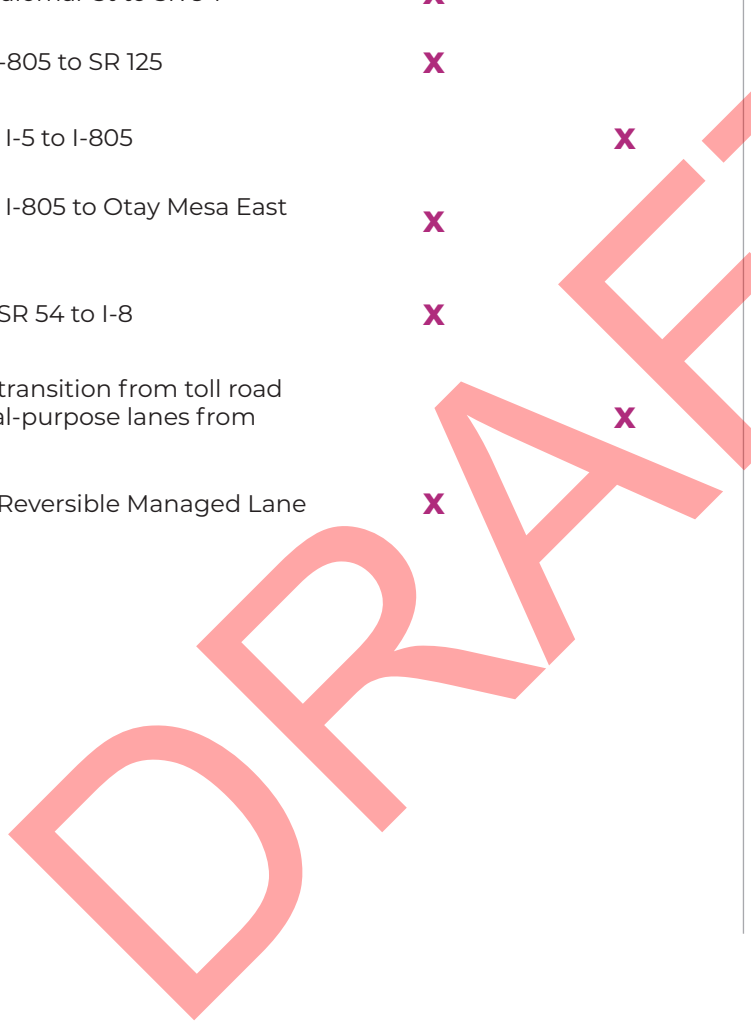 X
-805 to SR 125 X
I-5 to I-805 X
I-805 to Otay Mesa East X
SR 54 to I-8 X
transition from toll road
al-purpose lanes from X
Reversible Managed Lane X
DRAF